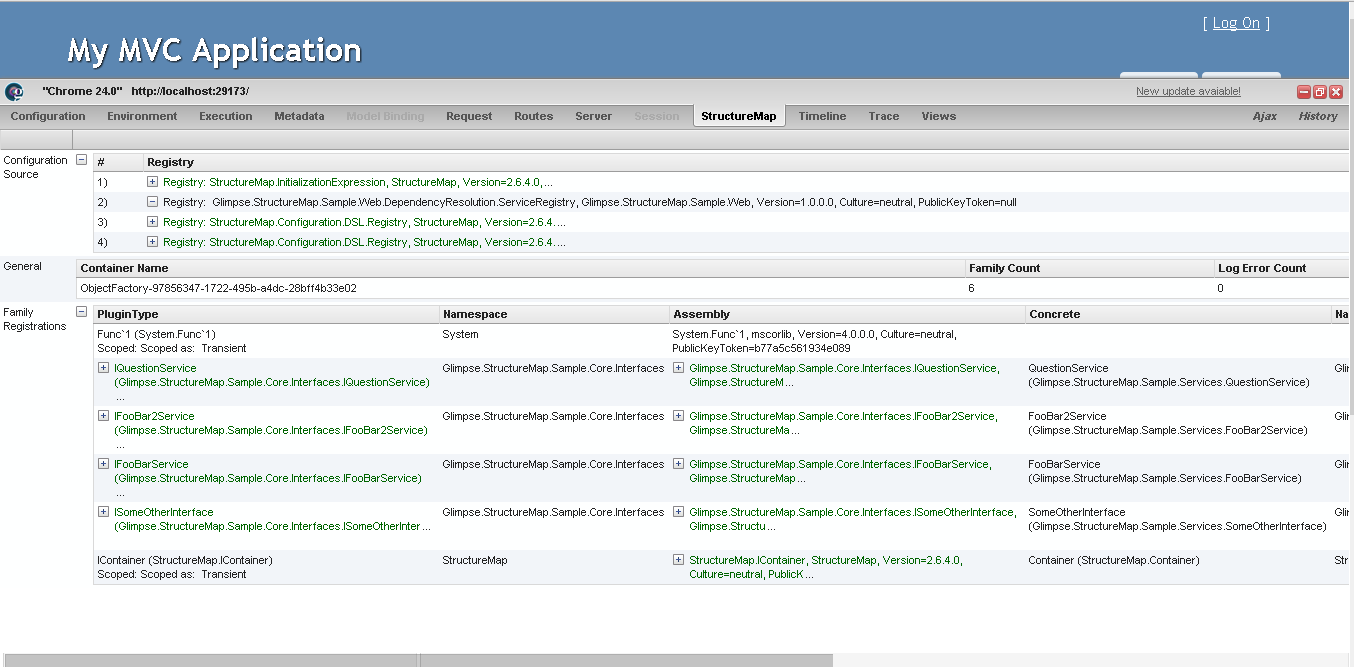 [ Log On ]
My MVC Application
"Chrome 24.0" http://localhost:29173/
New update avaiable!
Configuration Environment Execution Metadata Model Binding Request Routes Server Session StructureMap Timeline Trace Views Ajax History
Configuration
Source
# Registry
1) Registry: StructureMap.InitializationExpression, StructureMap, Version=2.6.4.0,...
2) Registry: Glimpse.StructureMap.Sample.Web.DependencyResolution.ServiceRegistry, Glimpse.StructureMap.Sample.Web, Version=1.0.0.0, Culture=neutral, PublicKeyToken=null
3) Registry: StructureMap.Configuration.DSL.Registry, StructureMap, Version=2.6.4....
4) Registry: StructureMap.Configuration.DSL.Registry, StructureMap, Version=2.6.4....
General
Container Name Family Count Log Error Count
ObjectFactory-97856347-1722-495b-a4dc-28bff4b33e02 6 0
Family
Registrations
PluginType Namespace Assembly Concrete Na
Func`1 (System.Func`1) System System.Func`1, mscorlib, Version=4.0.0.0, Culture=neutral,
Scoped: Scoped as: Transient PublicKeyToken=b77a5c561934e089
IQuestionService Glimpse.StructureMap.Sample.Core.Interfaces Glimpse.StructureMap.Sample.Core.Interfaces.IQuestionService, QuestionService Gli
(Glimpse.StructureMap.Sample.Core.Interfaces.IQuestionService) Glimpse.StructureM... (Glimpse.StructureMap.Sample.Services.QuestionService)
...
IFooBar2Service Glimpse.StructureMap.Sample.Core.Interfaces Glimpse.StructureMap.Sample.Core.Interfaces.IFooBar2Service, FooBar2Service Gli
(Glimpse.StructureMap.Sample.Core.Interfaces.IFooBar2Service) Glimpse.StructureMa... (Glimpse.StructureMap.Sample.Services.FooBar2Service)
...
IFooBarService Glimpse.StructureMap.Sample.Core.Interfaces Glimpse.StructureMap.Sample.Core.Interfaces.IFooBarService, FooBarService Gli
(Glimpse.StructureMap.Sample.Core.Interfaces.IFooBarService) Glimpse.StructureMap... (Glimpse.StructureMap.Sample.Services.FooBarService)
...
ISomeOtherInterface Glimpse.StructureMap.Sample.Core.Interfaces Glimpse.StructureMap.Sample.Core.Interfaces.ISomeOtherInterface, SomeOtherInterface Gli
(Glimpse.StructureMap.Sample.Core.Interfaces.ISomeOtherInter... Glimpse.Structu... (Glimpse.StructureMap.Sample.Services.SomeOtherInterface)
IContainer (StructureMap.IContainer) StructureMap StructureMap.IContainer, StructureMap, Version=2.6.4.0, Container (StructureMap.Container) Str
Scoped: Scoped as: Transient Culture=neutral, PublicK...